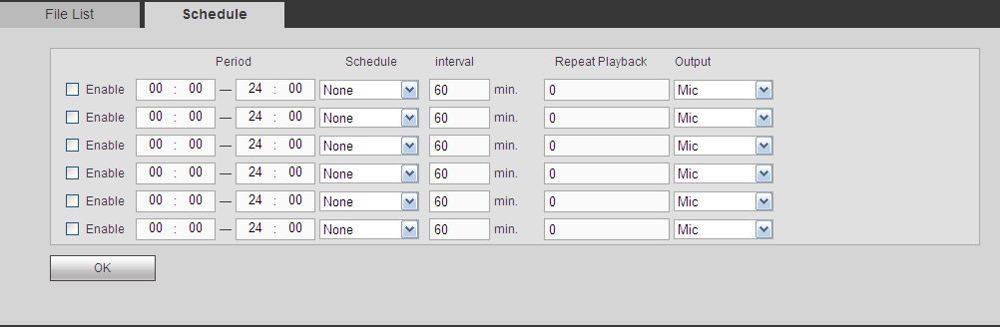 File List Schedule
Period Schedule interval Repeat Playback Output
Enable 00 : 00 — 24 : 00 None 60 min. 0 Mic
Enable 00 : 00 — 24 : 00 None 60 min. 0 Mic
Enable 00 : 00 — 24 : 00 None 60 min. 0 Mic
Enable 00 : 00 — 24 : 00 None 60 min. 0 Mic
Enable 00 : 00 — 24 : 00 None 60 min. 0 Mic
Enable 00 : 00 — 24 : 00 None 60 min. 0 Mic
OK